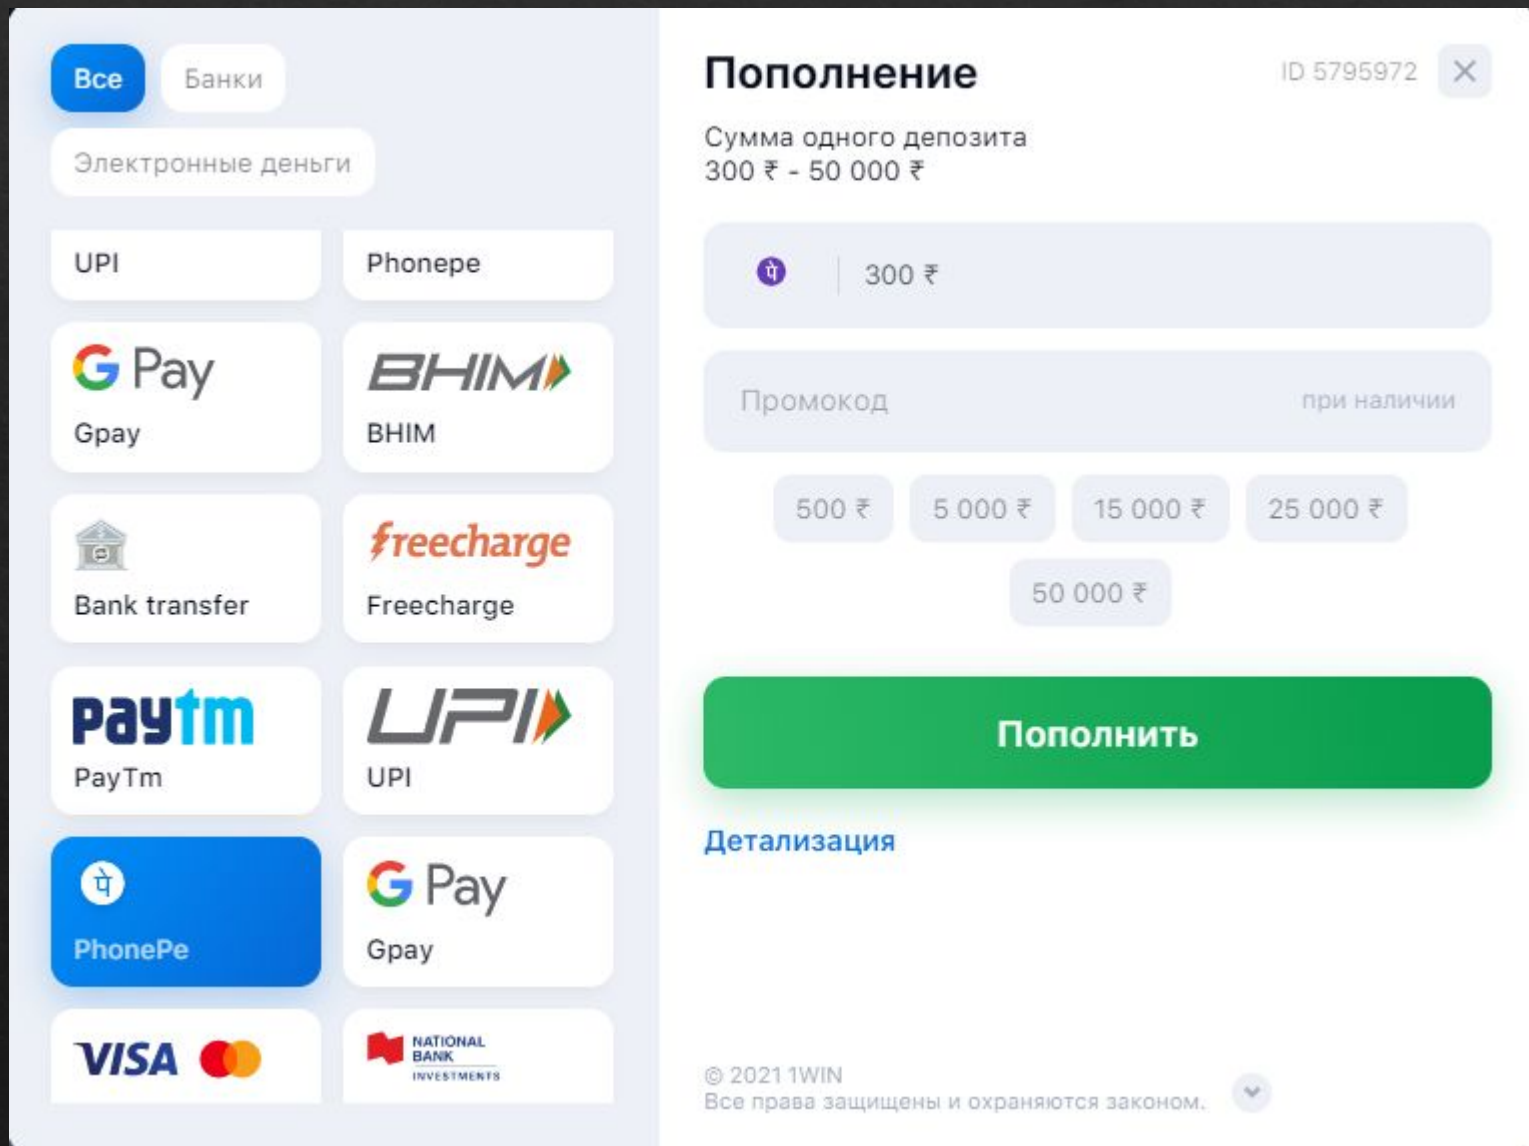 Все
Банки
Электронные деньги
UPI
Phonepe
G Pay
Gpay
BHIM
BHIM
Bank transfer
freecharge
Freecharge
paytm
PayTm
UPI
UPI
पे
PhonePe
G Pay
Gpay
VISA
NATIONAL
BANK
INVESTMENTS
Пополнение
ID 5795972
Сумма одного депозита
300 ₹ - 50 000 ₹
पे
300 ₹
Промокод
при наличии
500 ₹
5 000 ₹
15 000 ₹
25 000 ₹
50 000 ₹
Пополнить
Детализация
© 2021 1WIN
Все права защищены и охраняются законом.